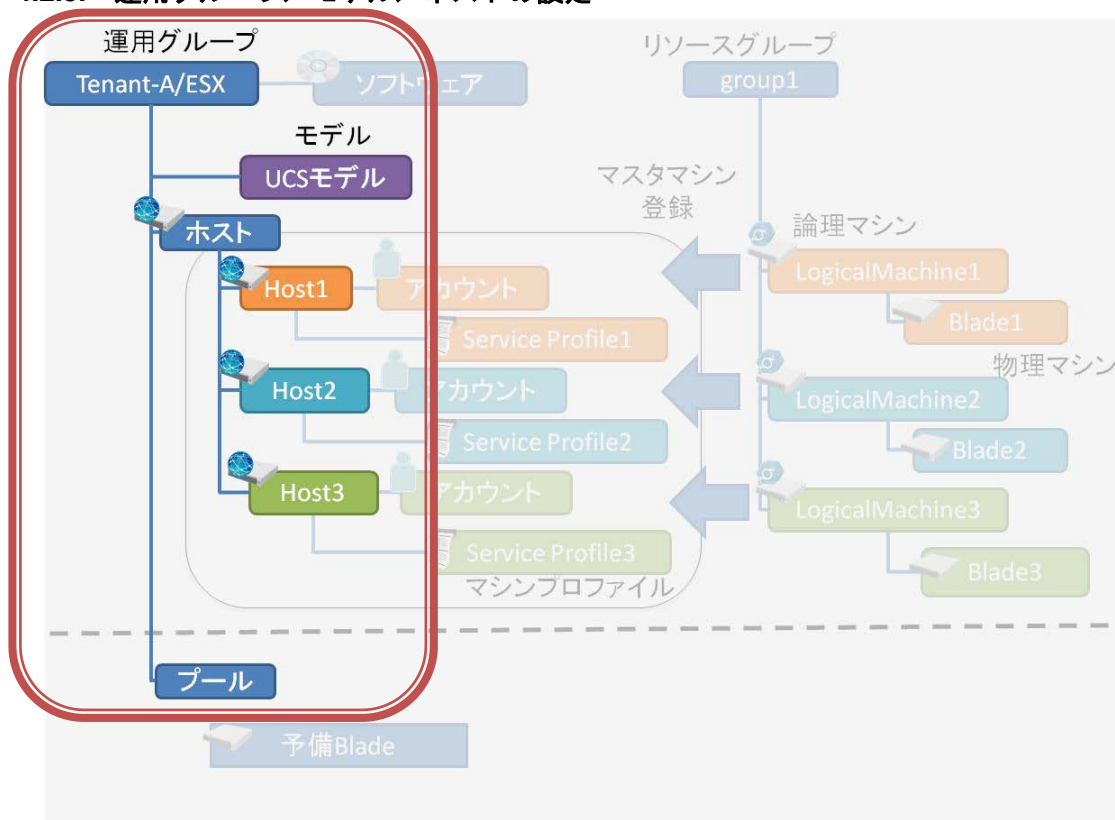 運用グループ
リソースグループ
Tenant-A/ESX
ソフトウェア
group1
モデル
UCSモデル
マスタマシン
登録
ホスト
論理マシン
Host1
アカウント
LogicalMachine1
Service Profile1
Blade1
物理マシン
Host2
アカウント
LogicalMachine2
Service Profile2
Blade2
Host3
アカウント
LogicalMachine3
Service Profile3
Blade3
マシンプロファイル
プール
予備Blade